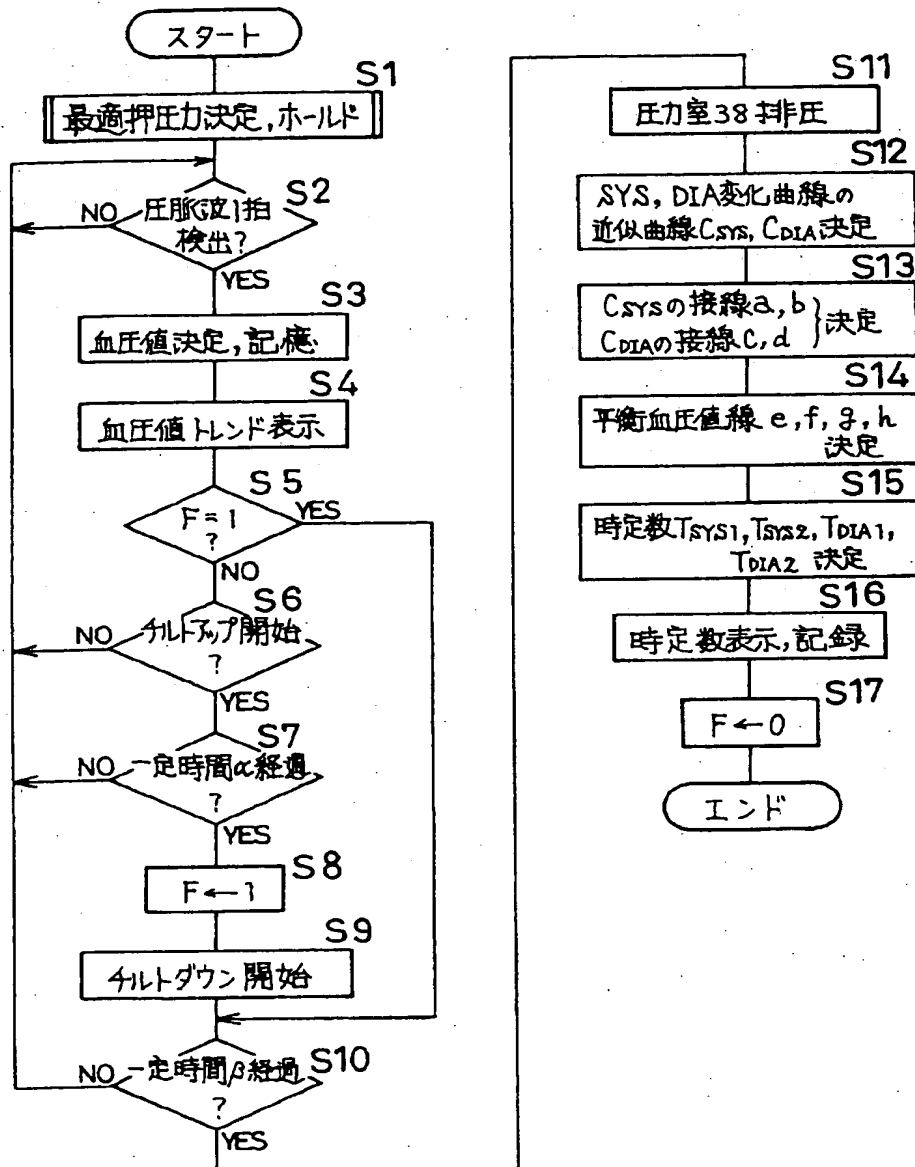 スタート
S1
最適押圧力決定,ホールド
S2
圧脈波1拍
検出?
NO
YES
S3
血圧値決定,記憶
S4
血圧値トレンド表示
S5
F=1
?
YES
NO
S6
チルトアップ開始
?
NO
YES
S7
一定時間α経過
?
NO
YES
S8
F←1
S9
チルトダウン開始
S10
一定時間β経過
?
NO
YES
S11
圧力室38排圧
S12
SYS, DIA変化曲線の
近似曲線CSYS, CDIA決定
S13
CSYSの接線a, b
CDIAの接線c, d}決定
S14
平衡血圧値線 e, f, g, h
決定
S15
時定数TSYS1, TSYS2, TDIA1,
TDIA2 決定
S16
時定数表示,記録
S17
F←0
エンド